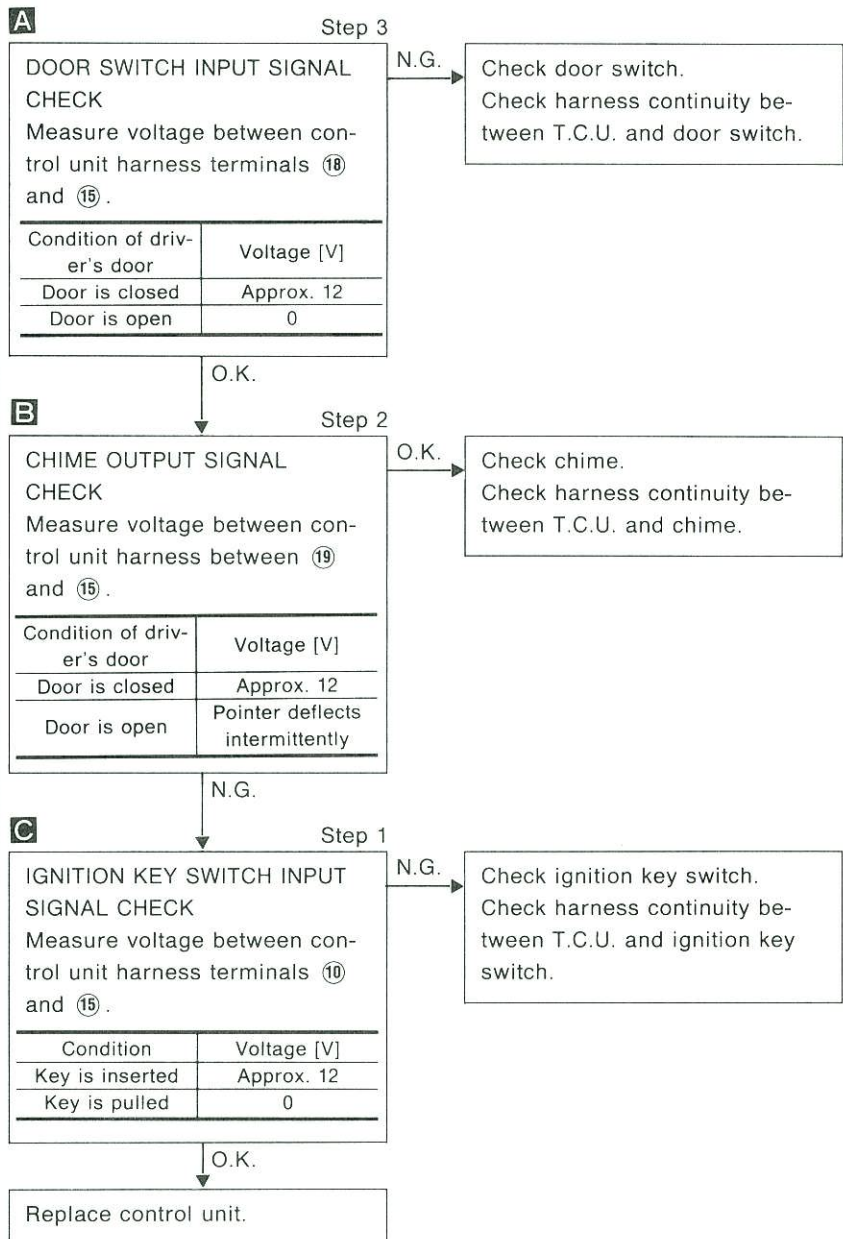 A
Step 3
DOOR SWITCH INPUT SIGNAL
CHECK
Measure voltage between con-
trol unit harness terminals ⑱
and ⑮ .
Condition of driv-
er's door
Voltage [V]
Door is closed
Approx. 12
Door is open
0
N.G.
Check door switch.
Check harness continuity be-
tween T.C.U. and door switch.
O.K.
B
Step 2
CHIME OUTPUT SIGNAL
CHECK
Measure voltage between con-
trol unit harness between ⑲
and ⑮ .
Condition of driv-
er's door
Voltage [V]
Door is closed
Approx. 12
Door is open
Pointer deflects
intermittently
O.K.
Check chime.
Check harness continuity be-
tween T.C.U. and chime.
N.G.
C
Step 1
IGNITION KEY SWITCH INPUT
SIGNAL CHECK
Measure voltage between con-
trol unit harness terminals ⑩
and ⑮ .
Condition
Voltage [V]
Key is inserted
Approx. 12
Key is pulled
0
N.G.
Check ignition key switch.
Check harness continuity be-
tween T.C.U. and ignition key
switch.
O.K.
Replace control unit.